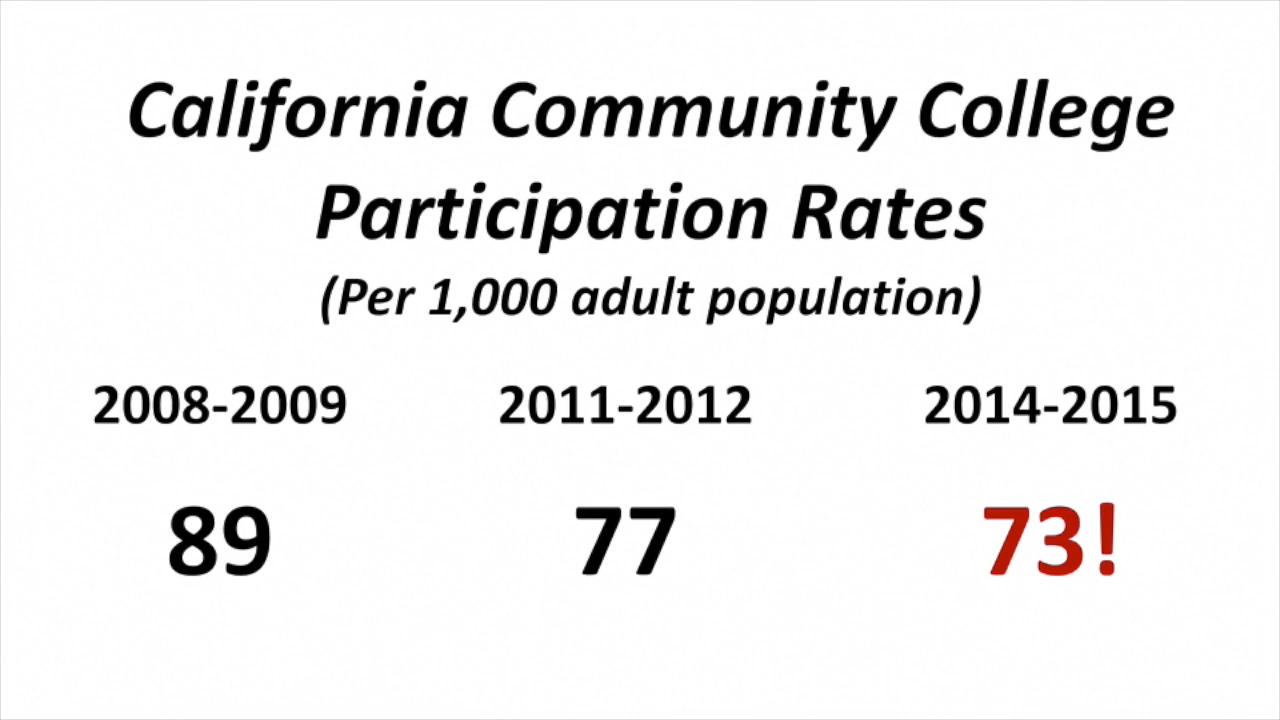 California Community College
Participation Rates
(Per 1,000 adult population)
2008-2009 2011-2012 2014-2015
89 77 73!